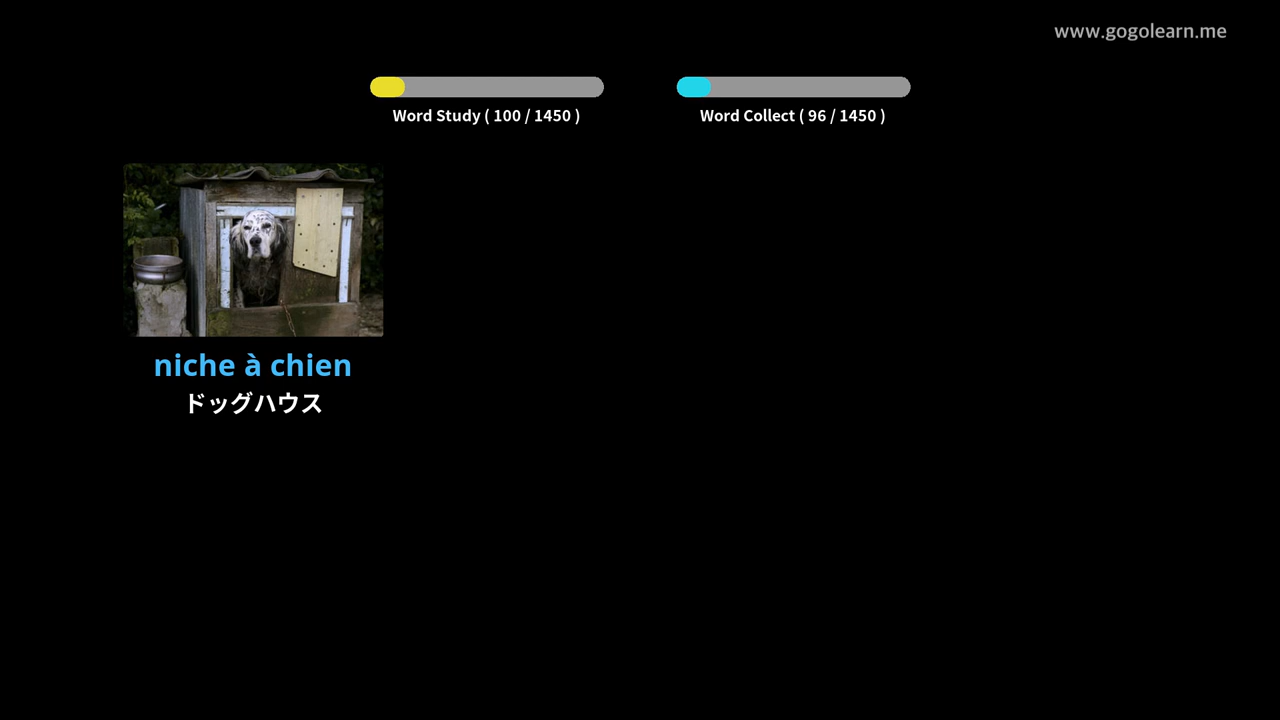 www.gogolearn.me
Word Study ( 100 / 1450 )
Word Collect ( 96 / 1450 )
niche à chien
ドッグハウス